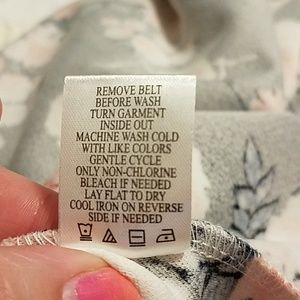 REMOVE BELT
BEFORE WASH
TURN GARMENT
INSIDE OUT
MACHINE WASH COLD
WITH LIKE COLORS
GENTLE CYCLE
ONLY NON-CHLORINE
BLEACH IF NEEDED
LAY FLAT TO DRY
COOL IRON ON REVERSE
SIDE IF NEEDED